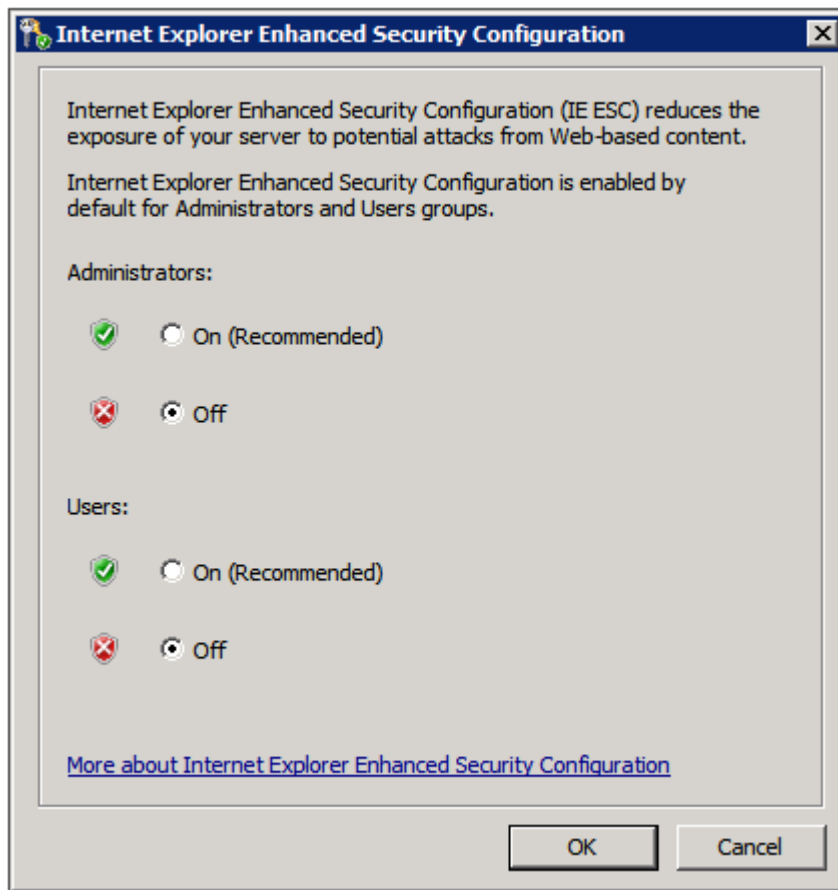 Internet Explorer Enhanced Security Configuration
Internet Explorer Enhanced Security Configuration (IE ESC) reduces the
exposure of your server to potential attacks from Web-based content.
Internet Explorer Enhanced Security Configuration is enabled by
default for Administrators and Users groups.
Administrators:
On (Recommended)
Off
Users:
On (Recommended)
Off
More about Internet Explorer Enhanced Security Configuration
OK
Cancel